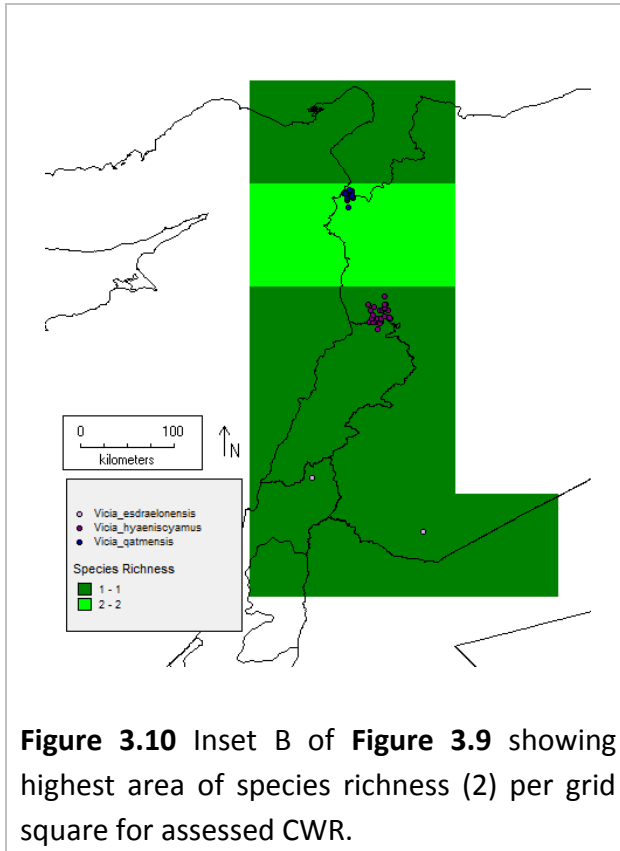 0 100
kilometers
N
Vicia_esdraelonensis
Vicia_hyaeniscyamus
Vicia_qatmensis
Species Richness
1 - 1
2 - 2
Figure 3.10 Inset B of Figure 3.9 showing
highest area of species richness (2) per grid
square for assessed CWR.